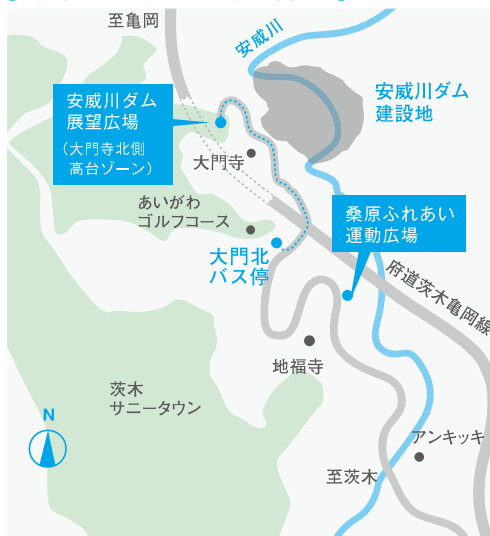 至亀岡
安威川
安威川ダム
展望広場
（大門寺北側
高台ゾーン）
安威川ダム
建設地
大門寺
あいがわ
ゴルフコース
桑原ふれあい
運動広場
大門北
バス停
府道茨木亀岡線
地福寺
茨木
サニータウン
N
アンキッキ
至茨木